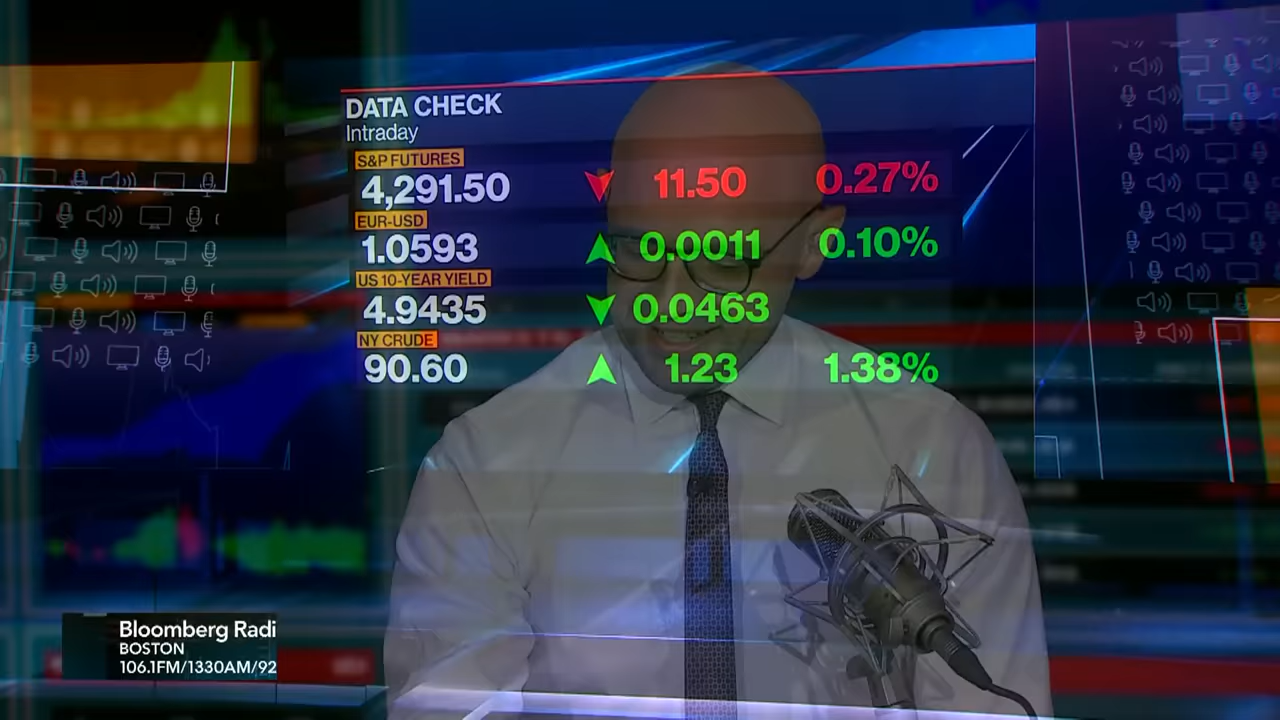 DATA CHECK
Intraday
S&P FUTURES
4,291.50 ▼ 11.50 0.27%
EUR-USD
1.0593 ▲ 0.0011 0.10%
US 10-YEAR YIELD
4.9435 ▼ 0.0463
NY CRUDE
90.60 ▲ 1.23 1.38%
Bloomberg Radi
BOSTON
106.1FM/1330AM/92